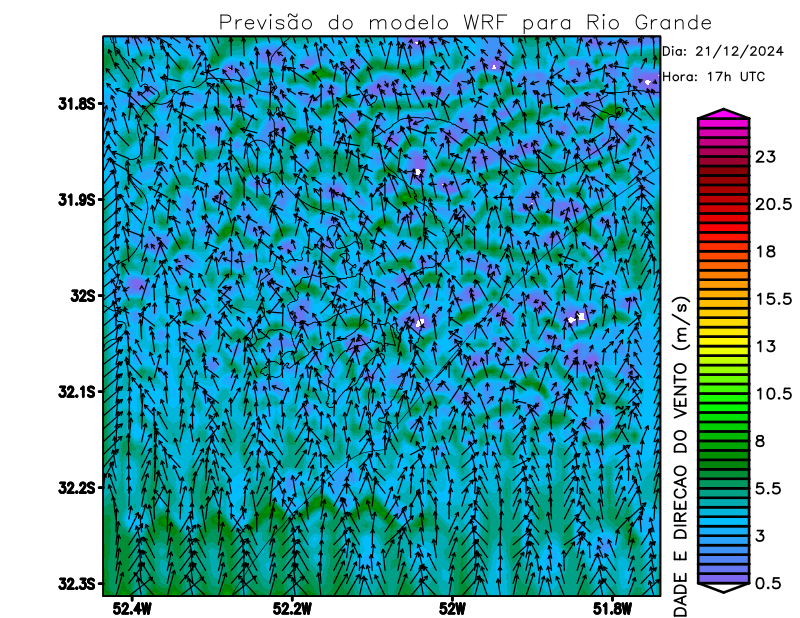 Previsão do modelo WRF para Rio Grande
Dia: 21/12/2024
Hora: 17h UTC
31.8S
31.9S
32S
32.1S
32.2S
32.3S
52.4W
52.2W
52W
51.8W
DADE E DIRECAO DO VENTO (m/s)
23
20.5
18
15.5
13
10.5
8
5.5
3
0.5